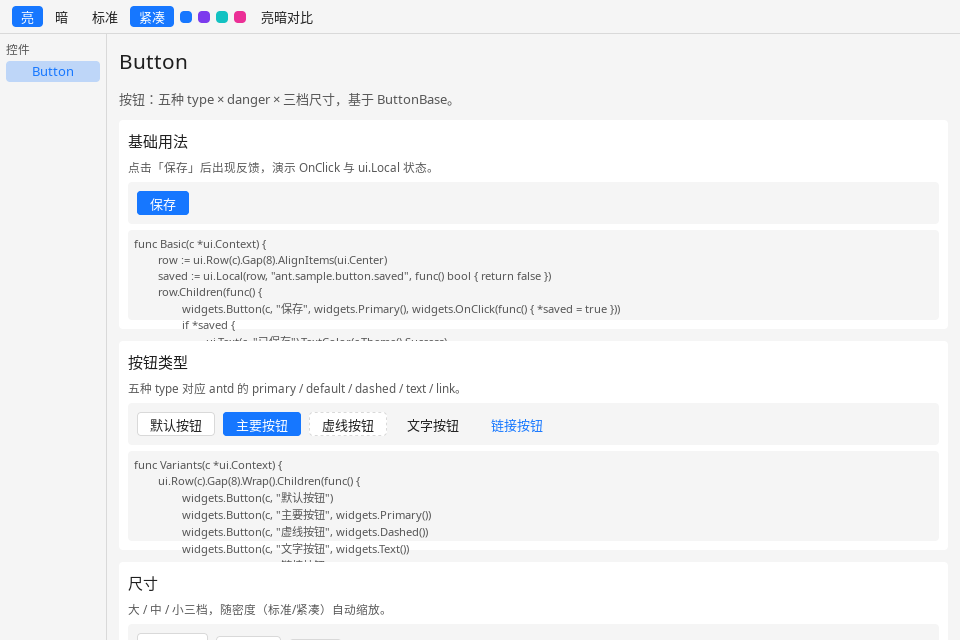 亮 暗 标准 紧凑 亮暗对比
控件
Button
Button
按钮：五种 type × danger × 三档尺寸，基于 ButtonBase。
基础用法
点击「保存」后出现反馈，演示 OnClick 与 ui.Local 状态。
保存
func Basic(c *ui.Context) {
row := ui.Row(c).Gap(8).AlignItems(ui.Center)
saved := ui.Local(row, "ant.sample.button.saved", func() bool { return false })
row.Children(func() {
widgets.Button(c, "保存", widgets.Primary(), widgets.OnClick(func() { *saved = true }))
if *saved {
按钮类型
五种 type 对应 antd 的 primary / default / dashed / text / link。
默认按钮 主要按钮 虚线按钮 文字按钮 链接按钮
func Variants(c *ui.Context) {
ui.Row(c).Gap(8).Wrap().Children(func() {
widgets.Button(c, "默认按钮")
widgets.Button(c, "主要按钮", widgets.Primary())
widgets.Button(c, "虚线按钮", widgets.Dashed())
widgets.Button(c, "文字按钮", widgets.Text())
尺寸
大 / 中 / 小三档，随密度（标准/紧凑）自动缩放。